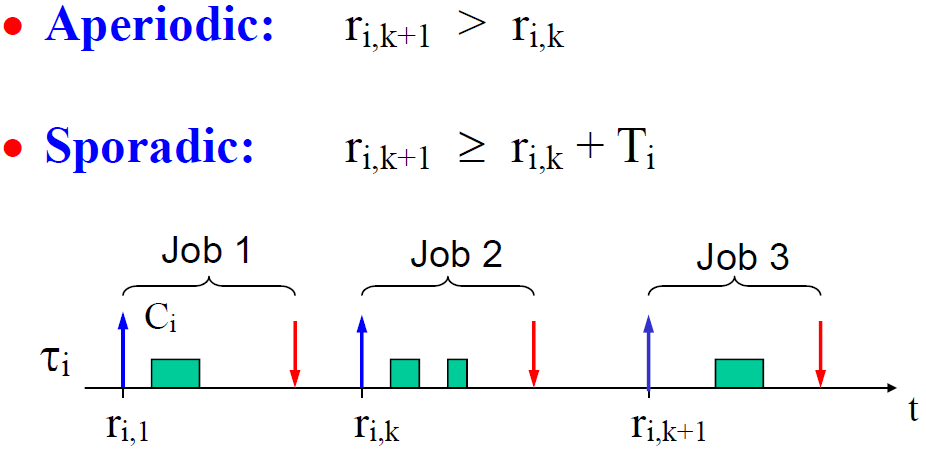 • Aperiodic: r_{i,k+1} > r_{i,k}
• Sporadic: r_{i,k+1} ≥ r_{i,k} + T_i
Job 1 Job 2 Job 3
C_i
τ_i
r_{i,1} r_{i,k} r_{i,k+1} t